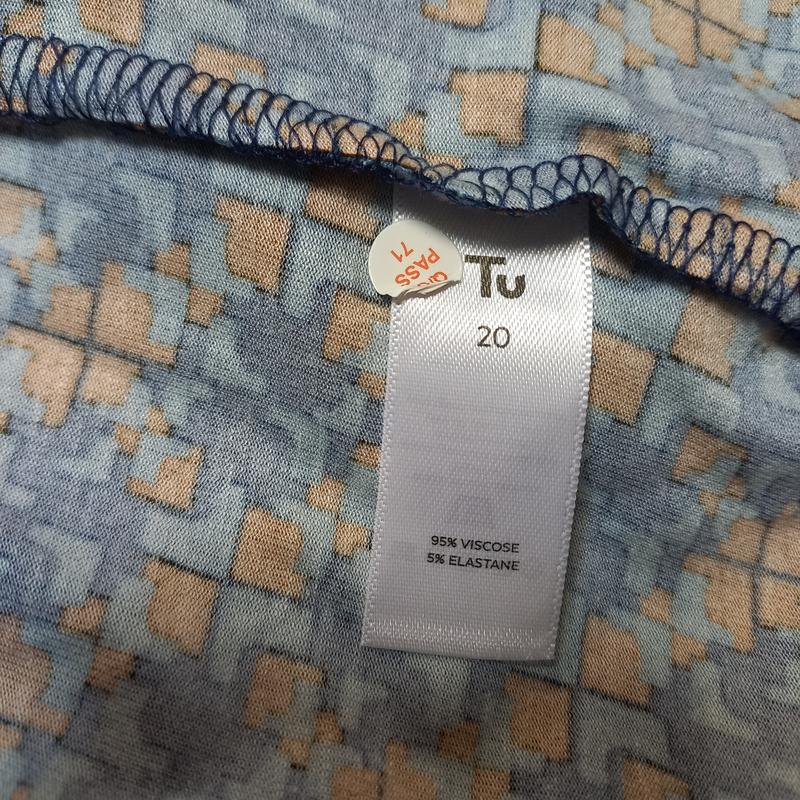 PASS
71
Tu
20
95% VISCOSE
5% ELASTANE